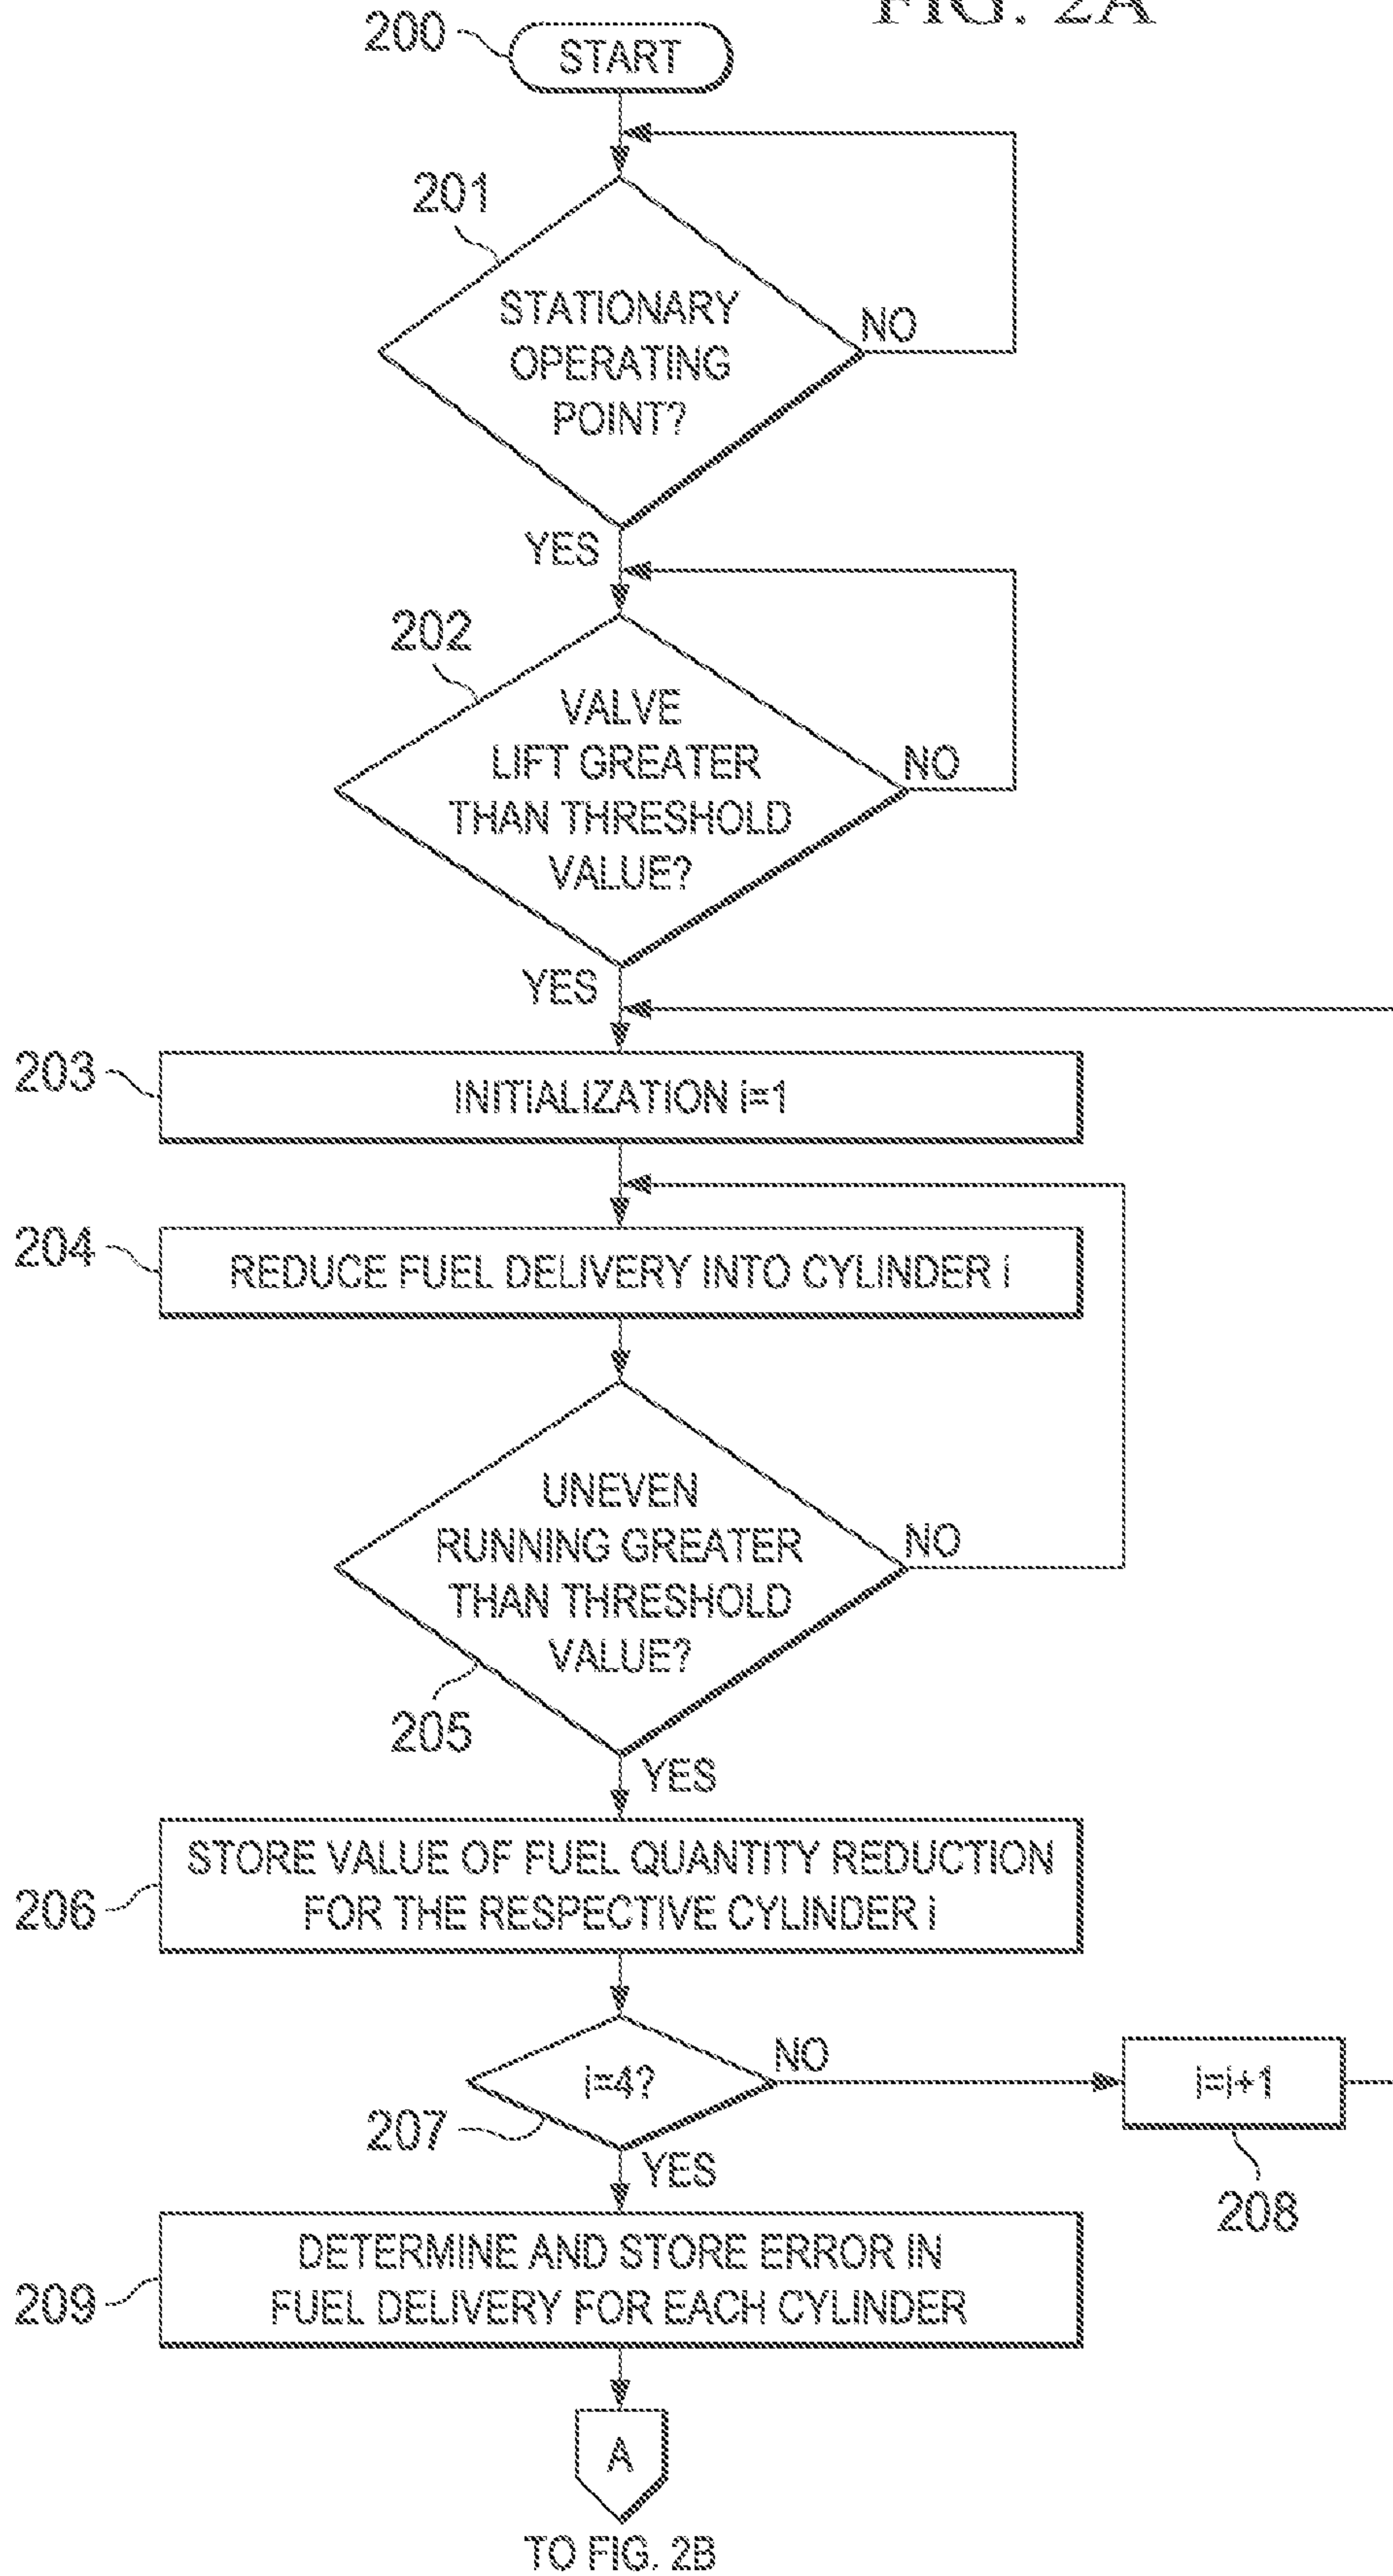 FIG. 2A
200
START
201
STATIONARY
OPERATING
POINT?
NO
YES
202
VALVE
LIFT GREATER
THAN THRESHOLD
VALUE?
NO
YES
203
INITIALIZATION i=1
204
REDUCE FUEL DELIVERY INTO CYLINDER i
UNEVEN
RUNNING GREATER
THAN THRESHOLD
VALUE?
NO
205
YES
STORE VALUE OF FUEL QUANTITY REDUCTION
FOR THE RESPECTIVE CYLINDER i
206
i=4?
NO
i=i+1
207
YES
208
DETERMINE AND STORE ERROR IN
FUEL DELIVERY FOR EACH CYLINDER
209
A
TO FIG. 2B